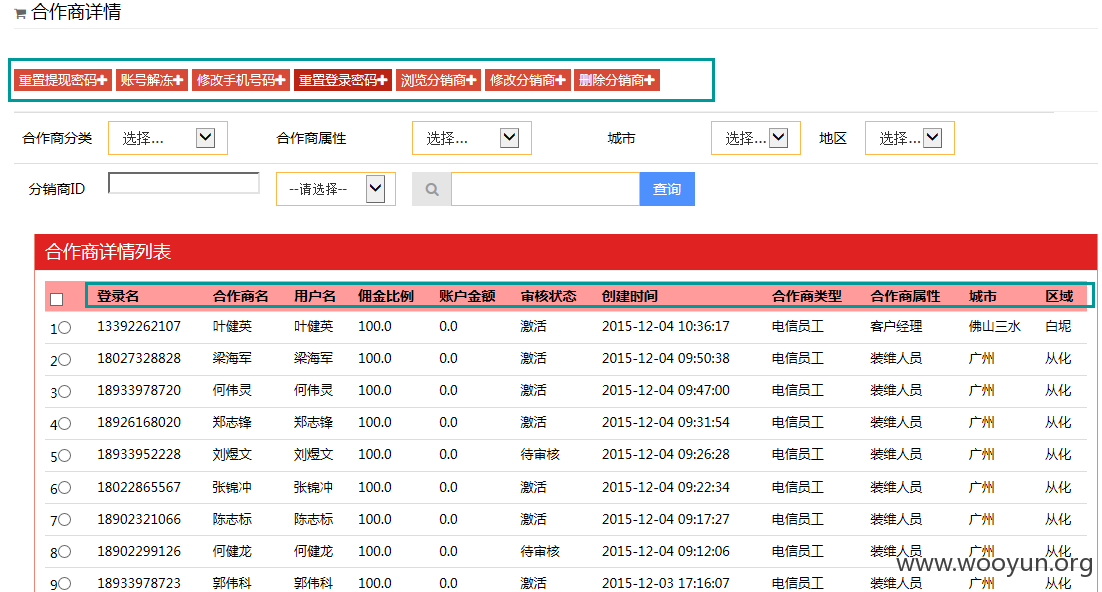 合作商详情
重置提现密码+ 账号解冻+ 修改手机号码+ 重置登录密码+ 浏览分销商+ 修改分销商+ 删除分销商+
合作商分类 选择... 合作商属性 选择... 城市 选择... 地区 选择...
分销商ID --请选择-- 查询
合作商详情列表
登录名 合作商名 用户名 佣金比例 账户金额 审核状态 创建时间 合作商类型 合作商属性 城市 区域
1 13392262107 叶健英 叶健英 100.0 0.0 激活 2015-12-04 10:36:17 电信员工 客户经理 佛山三水 白坭
2 18027328828 梁海军 梁海军 100.0 0.0 激活 2015-12-04 09:50:38 电信员工 装维人员 广州 从化
3 18933978720 何伟灵 何伟灵 100.0 0.0 激活 2015-12-04 09:47:00 电信员工 装维人员 广州 从化
4 18926168020 郑志锋 郑志锋 100.0 0.0 激活 2015-12-04 09:31:54 电信员工 装维人员 广州 从化
5 18933952228 刘煜文 刘煜文 100.0 0.0 待审核 2015-12-04 09:26:28 电信员工 装维人员 广州 从化
6 18022865567 张锦冲 张锦冲 100.0 0.0 激活 2015-12-04 09:22:34 电信员工 装维人员 广州 从化
7 18902321066 陈志标 陈志标 100.0 0.0 激活 2015-12-04 09:17:27 电信员工 装维人员 广州 从化
8 18902299126 何健龙 何健龙 100.0 0.0 待审核 2015-12-04 09:12:06 电信员工 装维人员 广州 从化
www.wooyun.org
9 18933978723 郭伟科 郭伟科 100.0 0.0 激活 2015-12-03 17:16:07 电信员工 装维人员 广州 从化